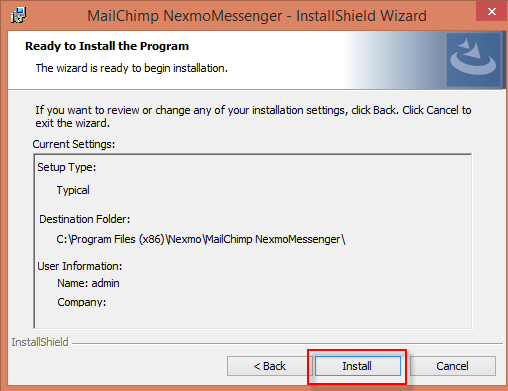 MailChimp NexmoMessenger - InstallShield Wizard
Ready to Install the Program
The wizard is ready to begin installation.
If you want to review or change any of your installation settings, click Back. Click Cancel to
exit the wizard.
Current Settings:
Setup Type:
Typical
Destination Folder:
C:\Program Files (x86)\Nexmo\MailChimp NexmoMessenger\
User Information:
Name: admin
Company:
InstallShield
< Back
Install
Cancel